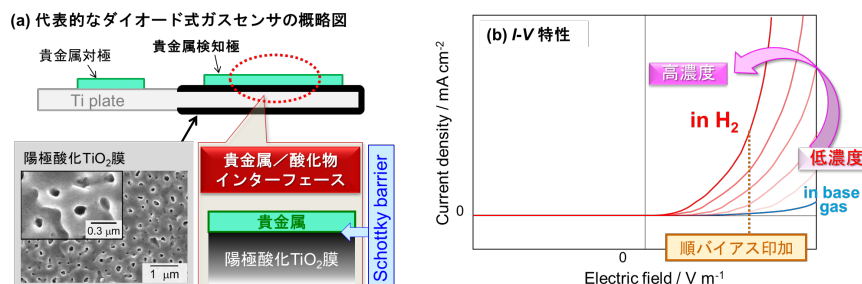 (a) 代表的なダイオード式ガスセンサの概略図
貴金属対極
貴金属検知極
Ti plate
陽極酸化TiO₂膜
0.3 μm
1 μm
貴金属／酸化物
インターフェース
貴金属
陽極酸化TiO₂膜
Schottky barrier
(b) I-V 特性
Current density / mA cm⁻²
0
高濃度
in H₂
低濃度
in base
gas
0
順バイアス印加
Electric field / V m⁻¹